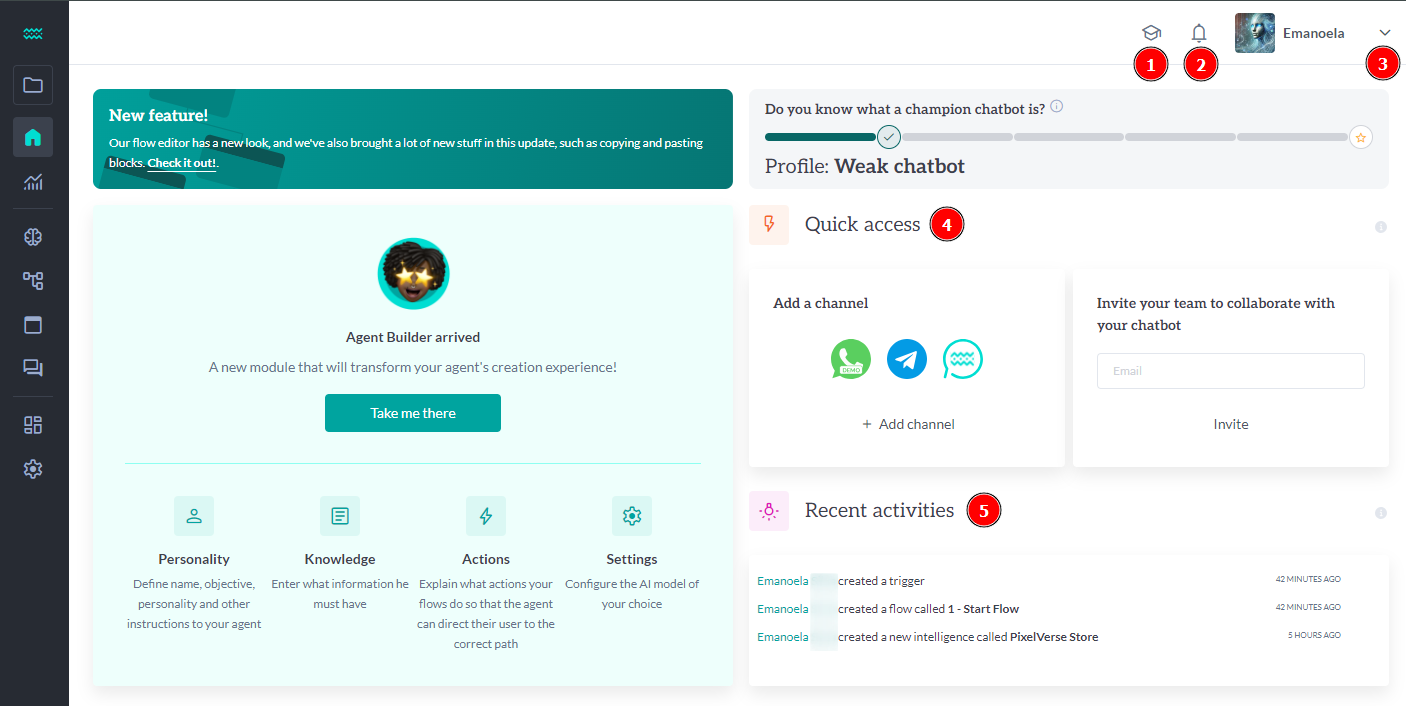 Emanoela
1
2
3
New feature!
Our flow editor has a new look, and we've also brought a lot of new stuff in this update, such as copying and pasting
blocks. Check it out!.
Do you know what a champion chatbot is?
Profile: Weak chatbot
Agent Builder arrived
A new module that will transform your agent's creation experience!
Take me there
Personality
Define name, objective,
personality and other
instructions to your agent
Knowledge
Enter what information he
must have
Actions
Explain what actions your
flows do so that the agent
can direct their user to the
correct path
Settings
Configure the AI model of
your choice
Quick access
4
Add a channel
DEMO
+ Add channel
Invite your team to collaborate with
your chatbot
Email
Invite
Recent activities
5
Emanoela created a trigger 42 MINUTES AGO
Emanoela created a flow called 1 - Start Flow 42 MINUTES AGO
Emanoela created a new intelligence called PixelVerse Store 5 HOURS AGO